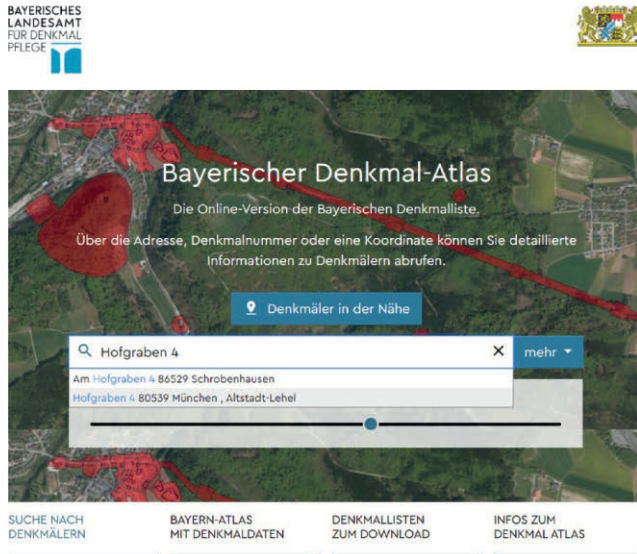 BAYERISCHES
LANDESAMT
FÜR DENKMAL
PFLEGE
Bayerischer Denkmal-Atlas
Die Online-Version der Bayerischen Denkmalliste.
Über die Adresse, Denkmalnummer oder eine Koordinate können Sie detaillierte
Informationen zu Denkmälern abrufen.
Denkmäler in der Nähe
Hofgraben 4
mehr
Am Hofgraben 4 86529 Schrobenhausen
Hofgraben 4 80539 München , Altstadt-Lehel
SUCHE NACH
DENKMÄLERN
BAYERN-ATLAS
MIT DENKMALDATEN
DENKMALLISTEN
ZUM DOWNLOAD
INFOS ZUM
DENKMAL ATLAS